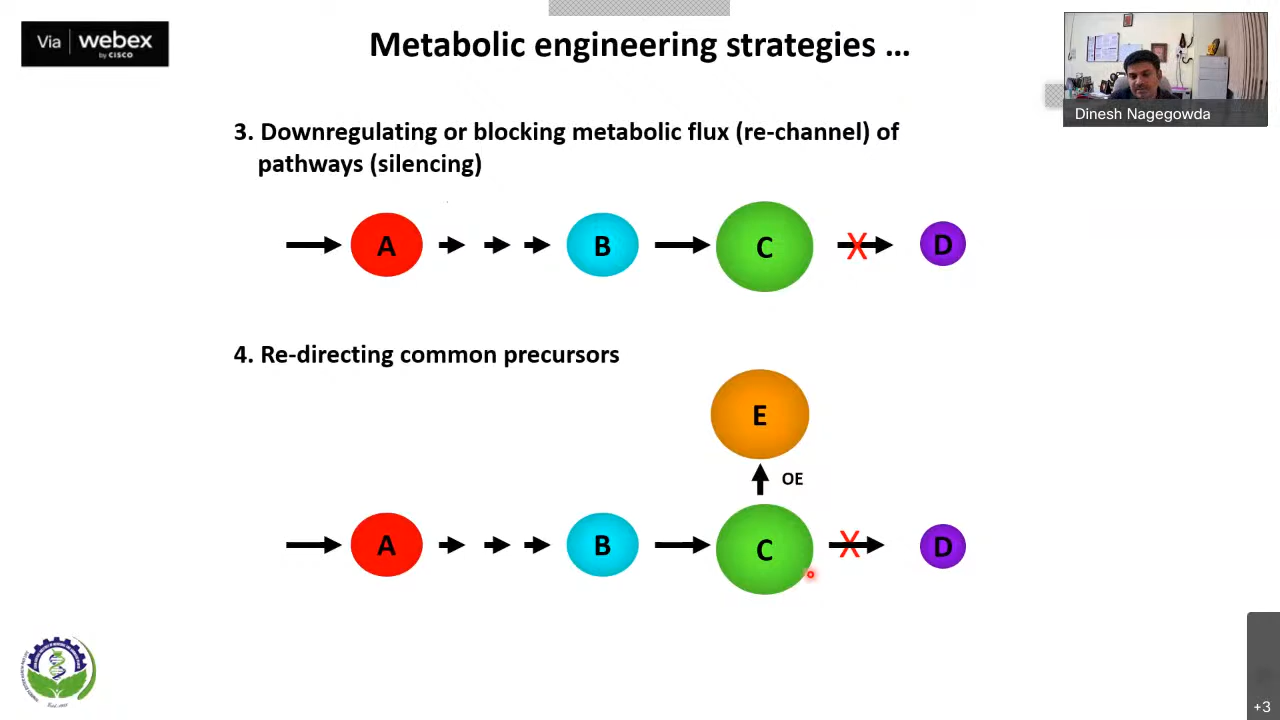 Via webex
by CISCO
Metabolic engineering strategies ...
Dinesh Nagegowda
3. Downregulating or blocking metabolic flux (re-channel) of
pathways (silencing)
A B C X D
4. Re-directing common precursors
E
OE
A B C X D
+3